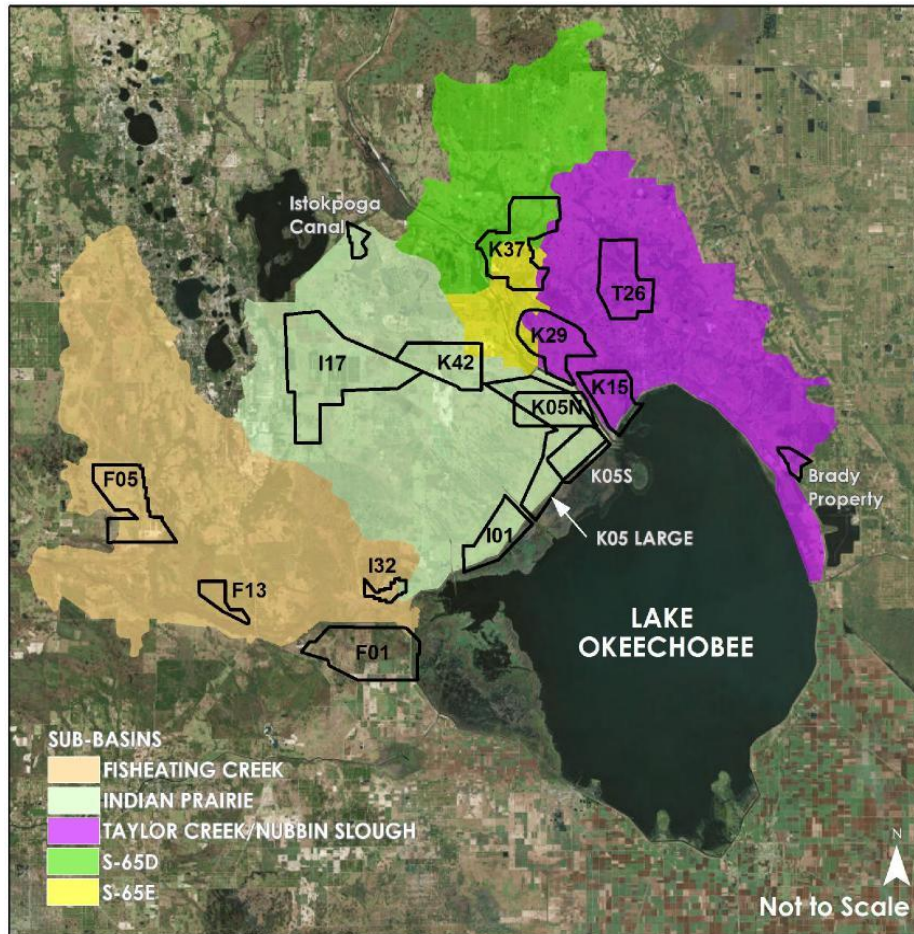 Istokpoga
Canal
K37
T26
K29
I17
K42
K15
K05N
F05
K05S
Brady
Property
I01
K05 LARGE
I32
F13
LAKE
OKEECHOBEE
F01
SUB-BASINS
FISHEATING CREEK
INDIAN PRAIRIE
TAYLOR CREEK/NUBBIN SLOUGH
S-65D
S-65E
N
Not to Scale